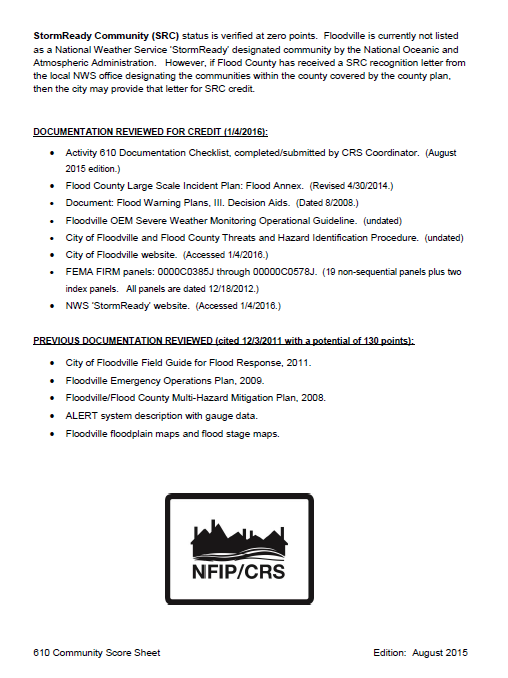 StormReady Community (SRC) status is verified at zero points.  Floodville is currently not listed
as a National Weather Service 'StormReady' designated community by the National Oceanic and
Atmospheric Administration.   However, if Flood County has received a SRC recognition letter from
the local NWS office designating the communities within the county covered by the county plan,
then the city may provide that letter for SRC credit.
DOCUMENTATION REVIEWED FOR CREDIT (1/4/2016):
• Activity 610 Documentation Checklist, completed/submitted by CRS Coordinator.  (August
2015 edition.)
• Flood County Large Scale Incident Plan: Flood Annex.  (Revised 4/30/2014.)
• Document: Flood Warning Plans, III. Decision Aids.  (Dated 8/2008.)
• Floodville OEM Severe Weather Monitoring Operational Guideline.  (undated)
• City of Floodville and Flood County Threats and Hazard Identification Procedure.  (undated)
• City of Floodville website.  (Accessed 1/4/2016.)
• FEMA FIRM panels: 0000C0385J through 00000C0578J.  (19 non-sequential panels plus two
index panels.   All panels are dated 12/18/2012.)
• NWS 'StormReady' website.  (Accessed 1/4/2016.)
PREVIOUS DOCUMENTATION REVIEWED (cited 12/3/2011 with a potential of 130 points):
• City of Floodville Field Guide for Flood Response, 2011.
• Floodville Emergency Operations Plan, 2009.
• Floodville/Flood County Multi-Hazard Mitigation Plan, 2008.
• ALERT system description with gauge data.
• Floodville floodplain maps and flood stage maps.
NFIP/CRS
610 Community Score Sheet
Edition:  August 2015